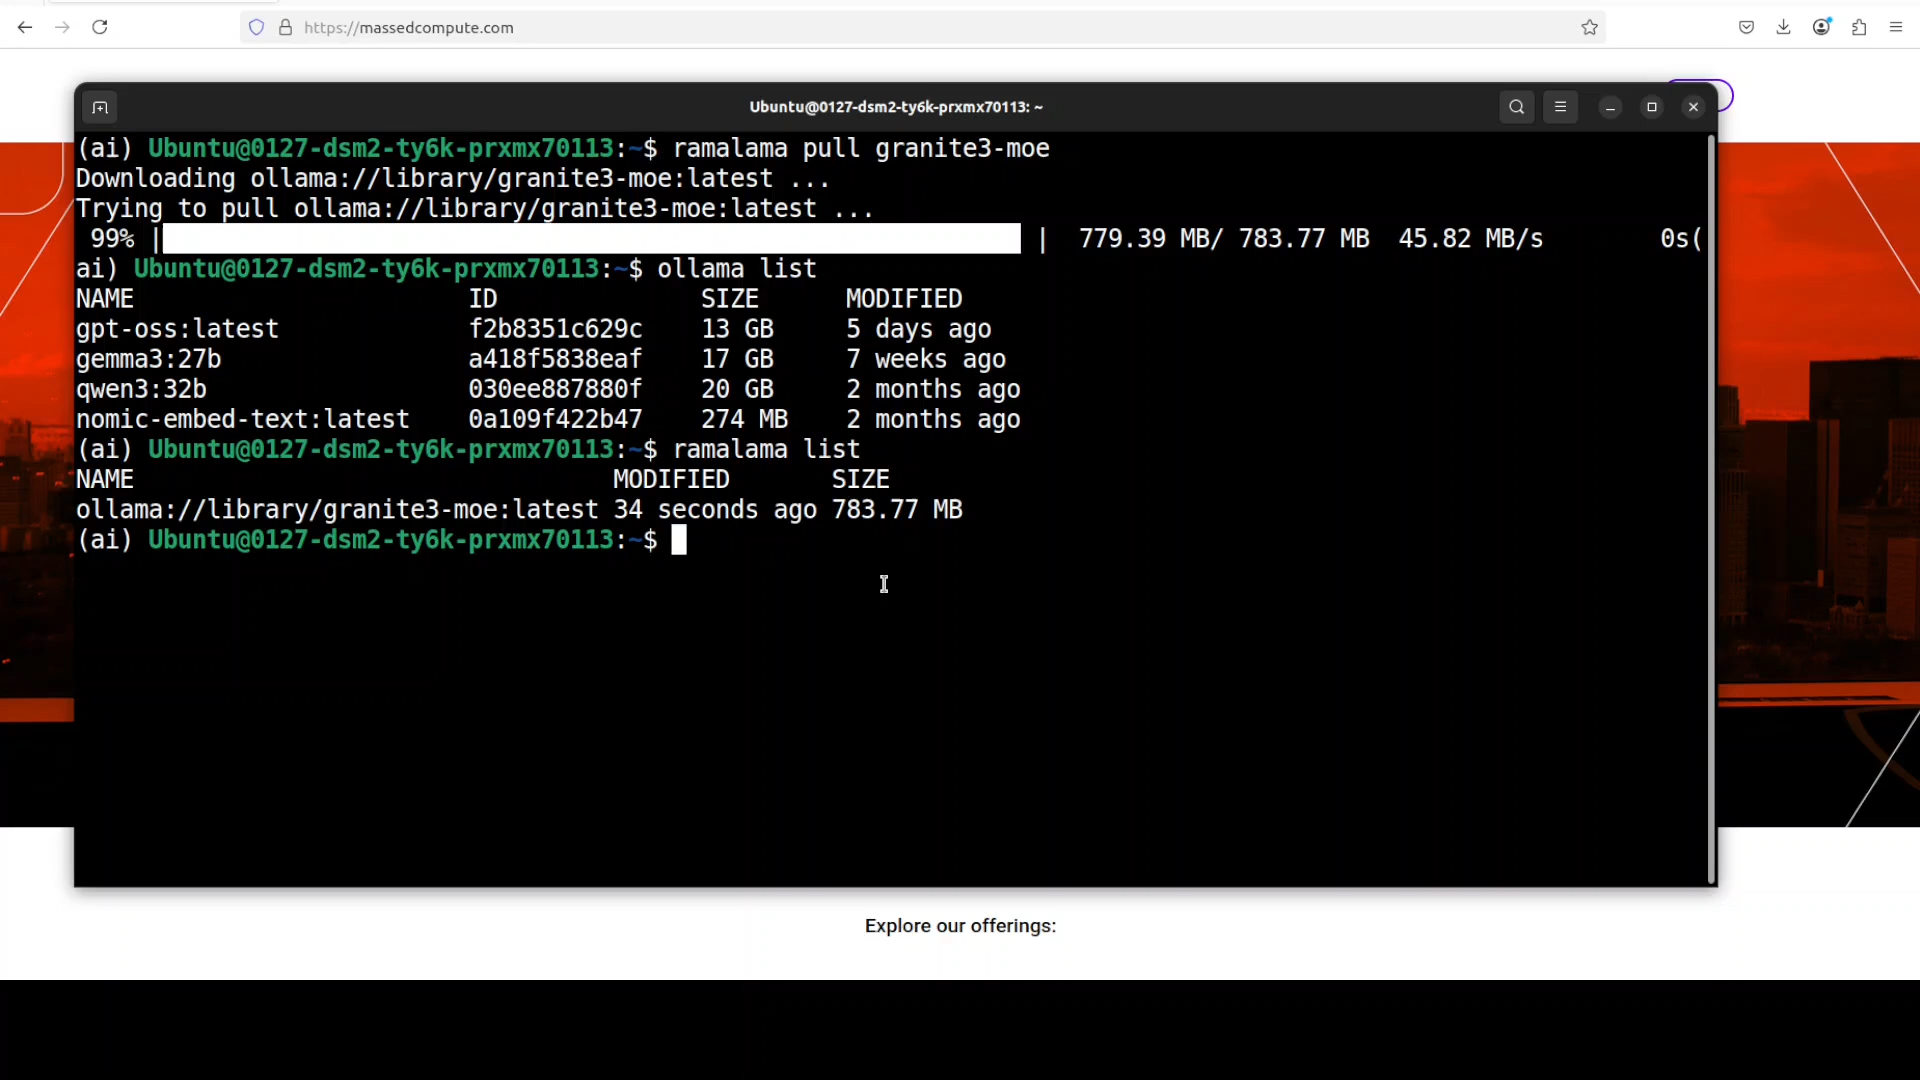 https://massedcompute.com
Ubuntu@0127-dsm2-ty6k-prxmx70113: ~
(ai) Ubuntu@0127-dsm2-ty6k-prxmx70113:~$ ramalama pull granite3-moe
Downloading ollama://library/granite3-moe:latest ...
Trying to pull ollama://library/granite3-moe:latest ...
99% | | 779.39 MB/ 783.77 MB 45.82 MB/s 0s(
ai) Ubuntu@0127-dsm2-ty6k-prxmx70113:~$ ollama list
NAME ID SIZE MODIFIED
gpt-oss:latest f2b8351c629c 13 GB 5 days ago
gemma3:27b a418f5838eaf 17 GB 7 weeks ago
qwen3:32b 030ee887880f 20 GB 2 months ago
nomic-embed-text:latest 0a109f422b47 274 MB 2 months ago
(ai) Ubuntu@0127-dsm2-ty6k-prxmx70113:~$ ramalama list
NAME MODIFIED SIZE
ollama://library/granite3-moe:latest 34 seconds ago 783.77 MB
(ai) Ubuntu@0127-dsm2-ty6k-prxmx70113:~$
Explore our offerings: